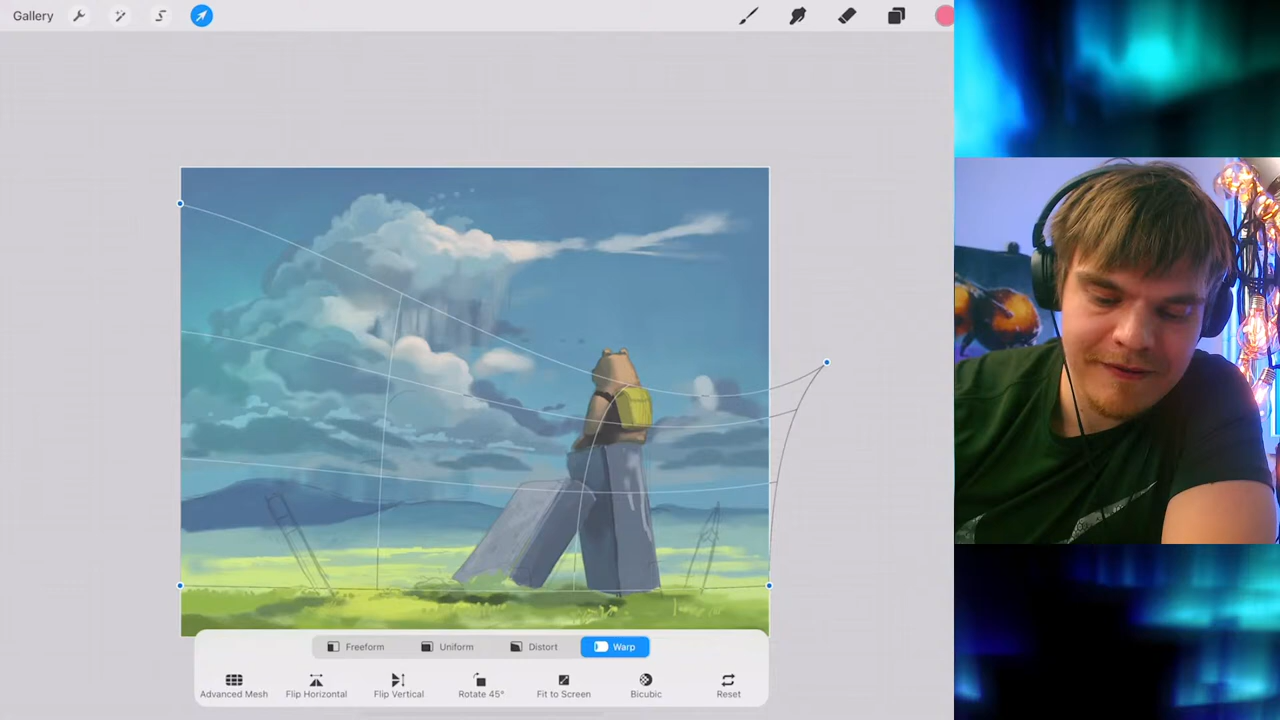 Gallery
Freeform Uniform Distort Warp
Advanced Mesh Flip Horizontal Flip Vertical Rotate 45° Fit to Screen Bicubic Reset